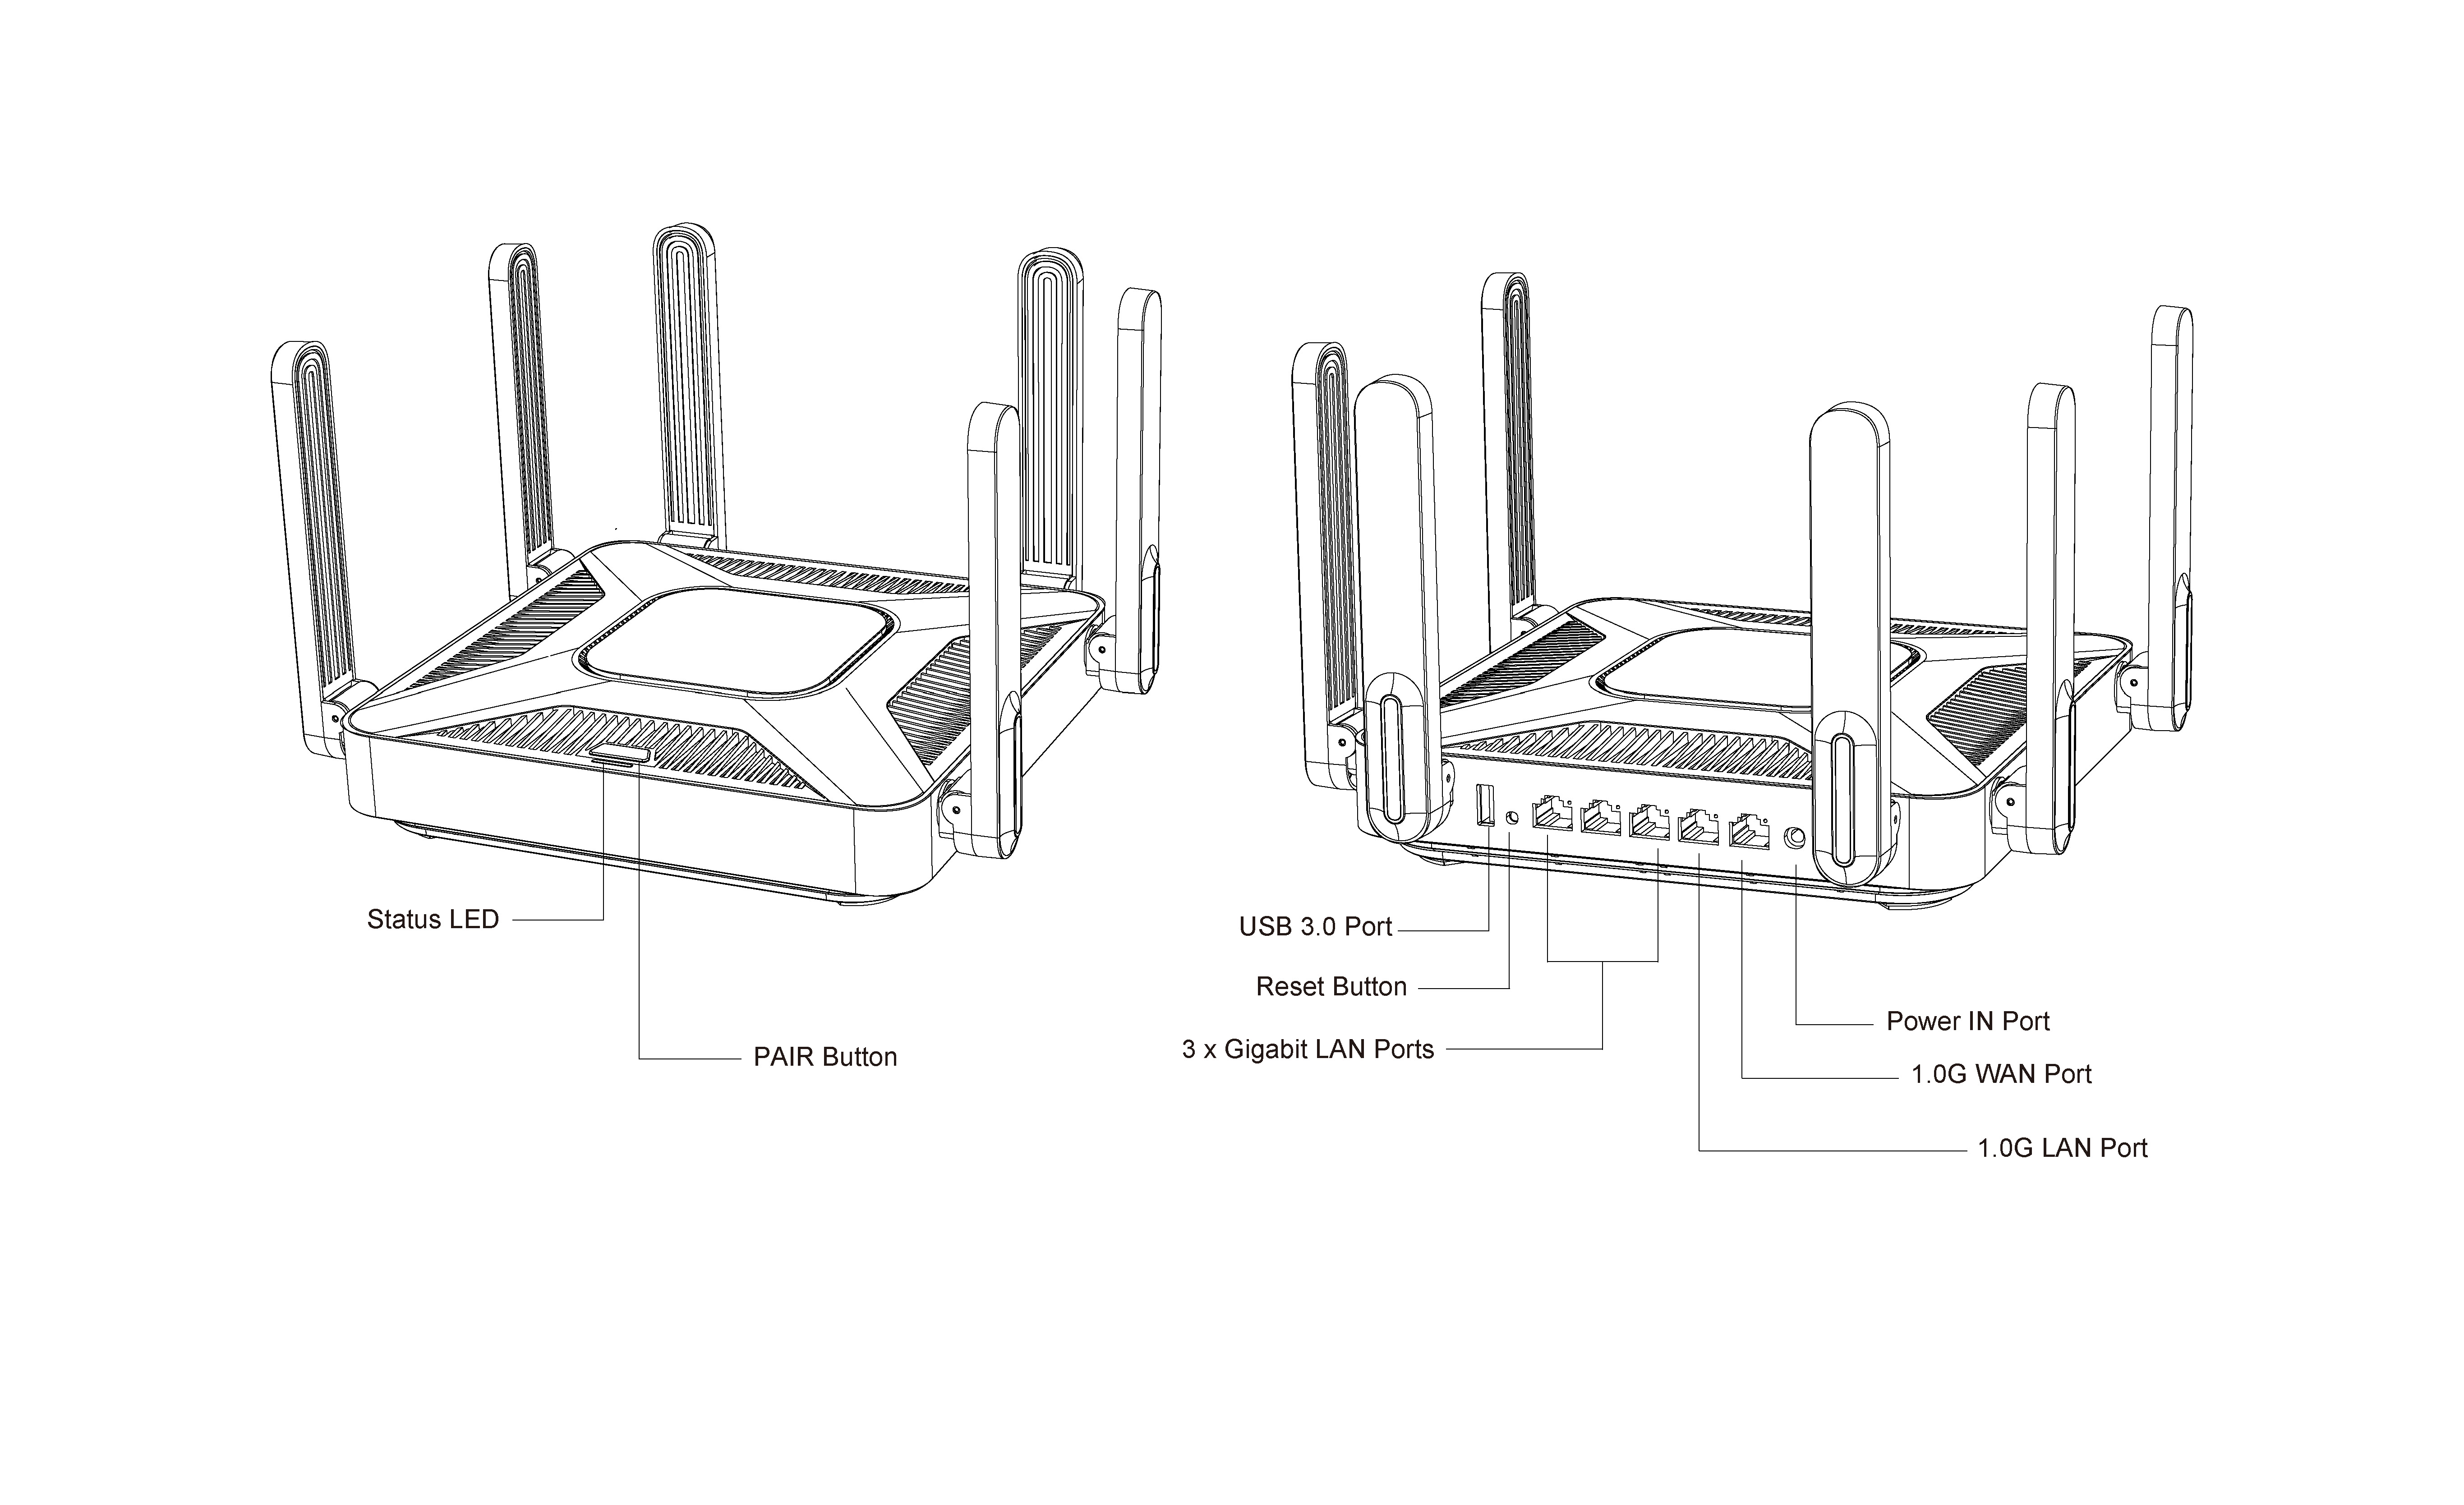 Status LED
PAIR Button
USB 3.0 Port
Reset Button
3 x Gigabit LAN Ports
Power IN Port
1.0G WAN Port
1.0G LAN Port